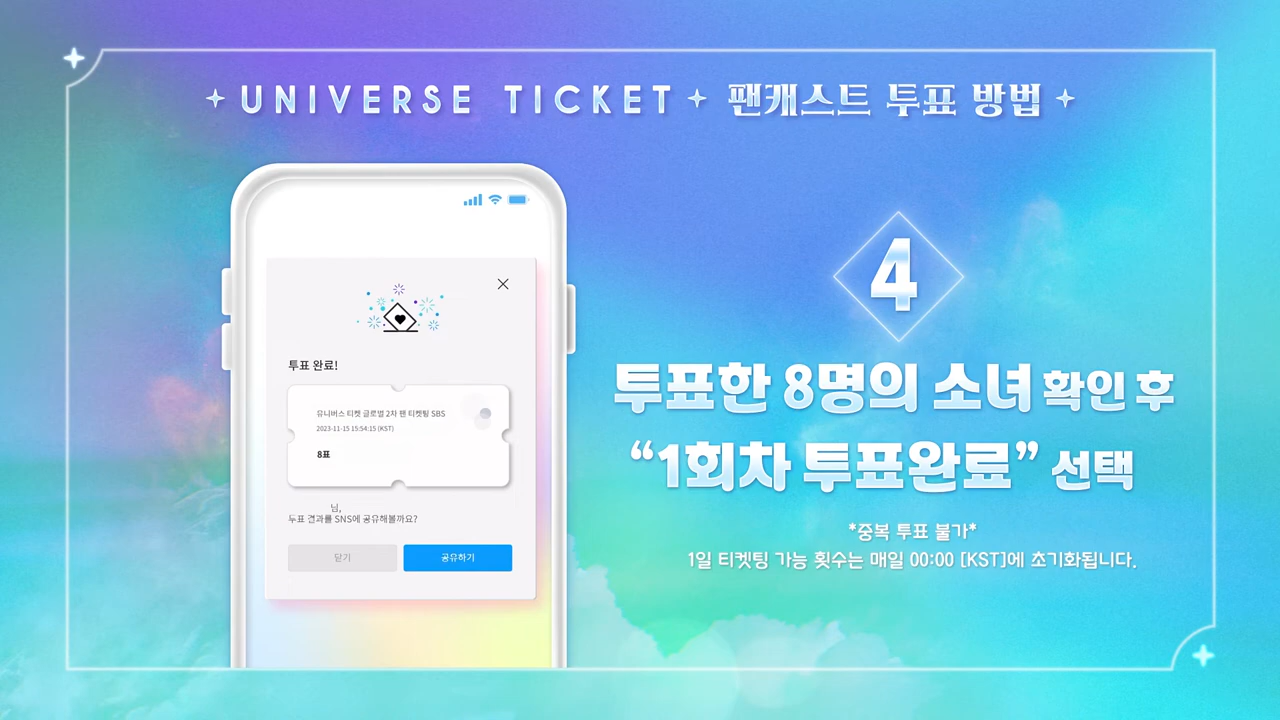 UNIVERSE TICKET 팬캐스트 투표 방법
투표 완료!
유니버스 티켓 글로벌 2차 팬 티켓팅 SBS
2023-11-15 15:54:15 (KST)
8표
님,
투표 결과를 SNS에 공유해볼까요?
닫기 공유하기
4
투표한 8명의 소녀 확인 후
“1회차 투표완료” 선택
*중복 투표 불가*
1일 티켓팅 가능 횟수는 매일 00:00 [KST]에 초기화됩니다.